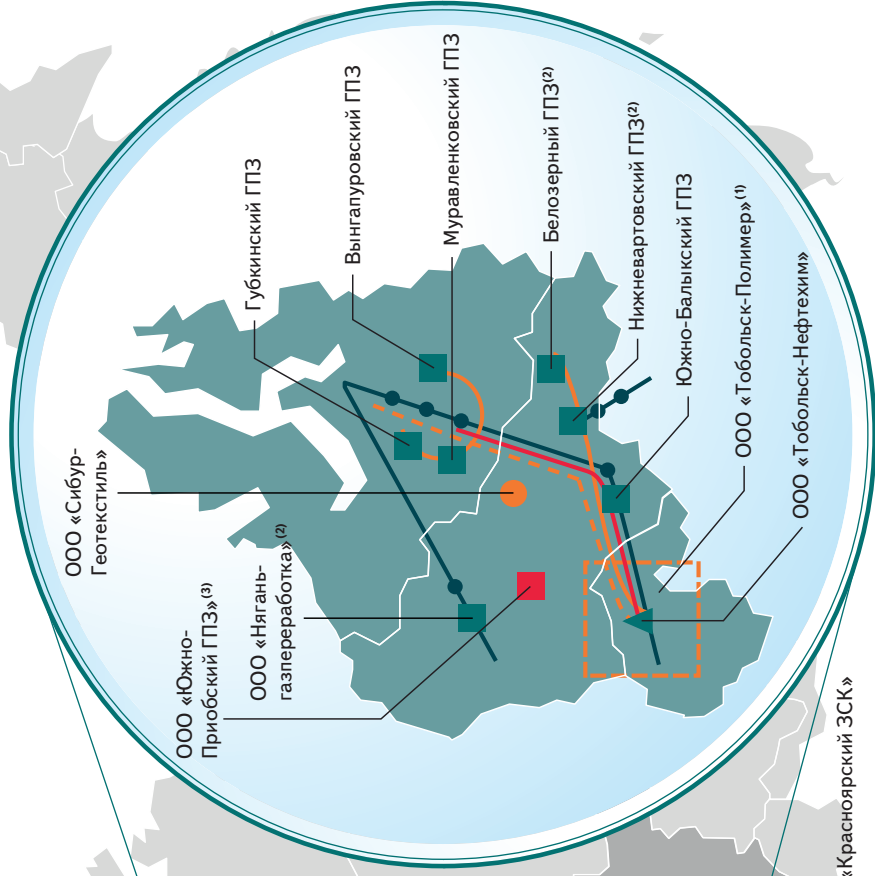 ООО «Сибур-
Геотекстиль»
ООО «Южно-
Приобский ГПЗ»(3)
ООО «Нягань-
газпереработка»(2)
Губкинский ГПЗ
Вынгапуровский ГПЗ
Муравленковский ГПЗ
Белозерный ГПЗ(2)
Нижневартовский ГПЗ(2)
Южно-Балыкский ГПЗ
ООО «Тобольск-Полимер»(1)
ООО «Тобольск-Нефтехим»
«Красноярский ЗСК»